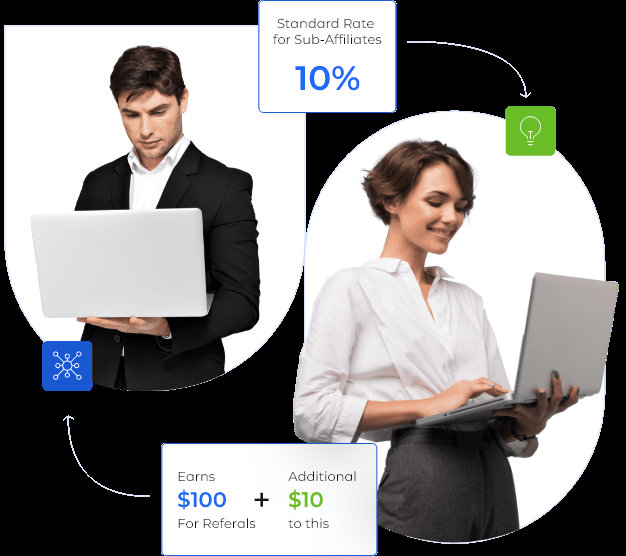 Standard Rate
for Sub-Affiliates
10%
Earns
$100
For Referals
+
Additional
$10
to this